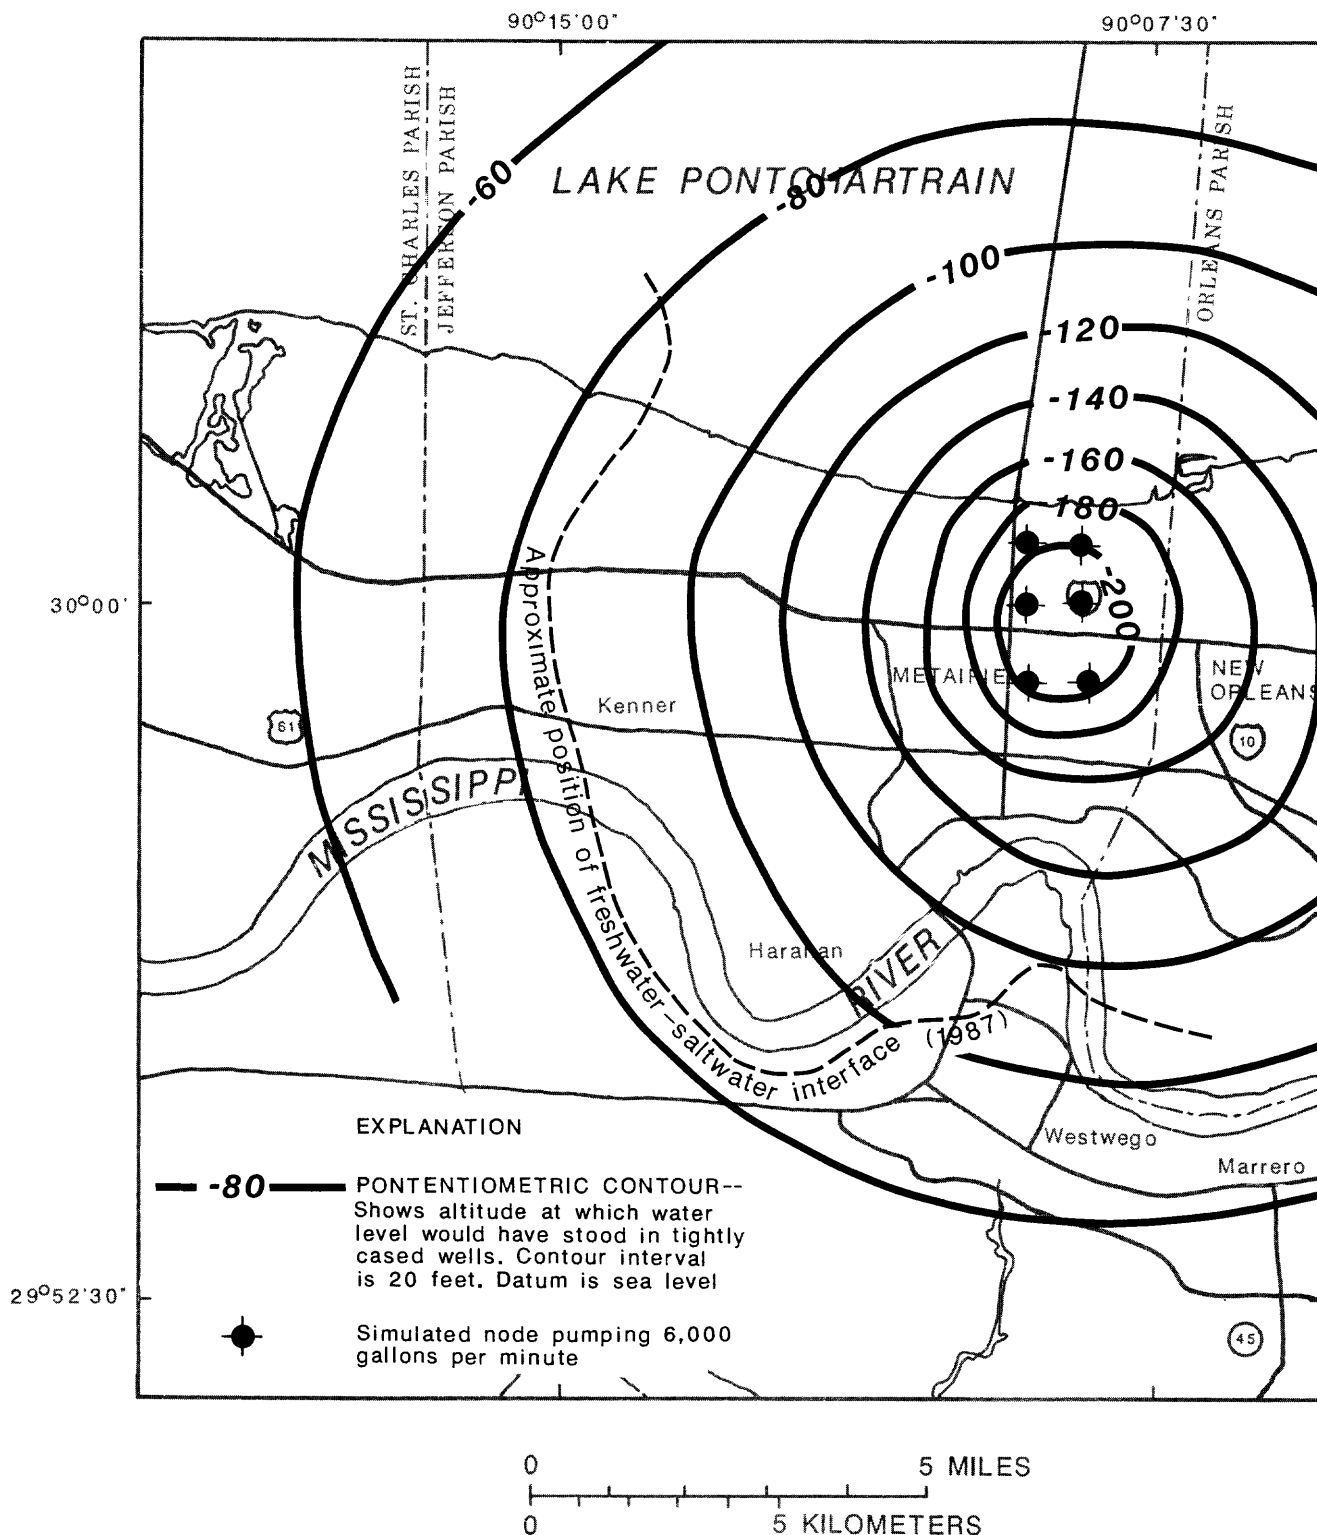 90°15'00"
90°07'30"
ST. CHARLES PARISH
JEFFERSON PARISH
ORLEANS PARISH
-60
LAKE PONTCHARTRAIN
-80
-100
-120
-140
-160
180
-200
30°00'
METAIRIE
NEW
ORLEANS
Kenner
61
10
MISSISSIPPI
RIVER
Harahan
Approximate position of freshwater-saltwater interface (1987)
Westwego
Marrero
EXPLANATION
-80
PONTENTIOMETRIC CONTOUR--
Shows altitude at which water
level would have stood in tightly
cased wells. Contour interval
is 20 feet. Datum is sea level
29°52'30"
Simulated node pumping 6,000
gallons per minute
45
0 5 MILES
0 5 KILOMETERS